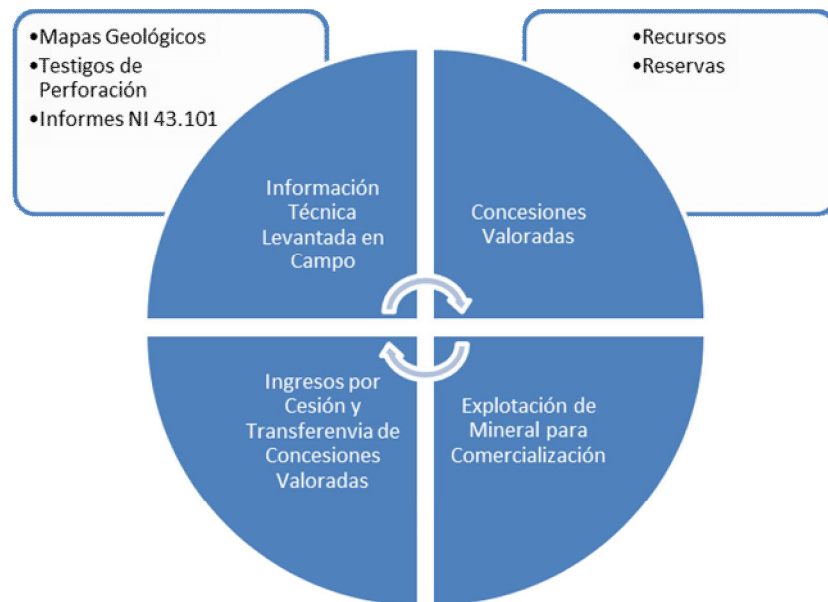 •Mapas Geológicos
•Testigos de
Perforación
•Informes NI 43.101
•Recursos
•Reservas
Información
Técnica
Levantada en
Campo
Concesiones
Valoradas
Ingresos por
Cesión y
Transferenvia de
Concesiones
Valoradas
Explotación de
Mineral para
Comercialización